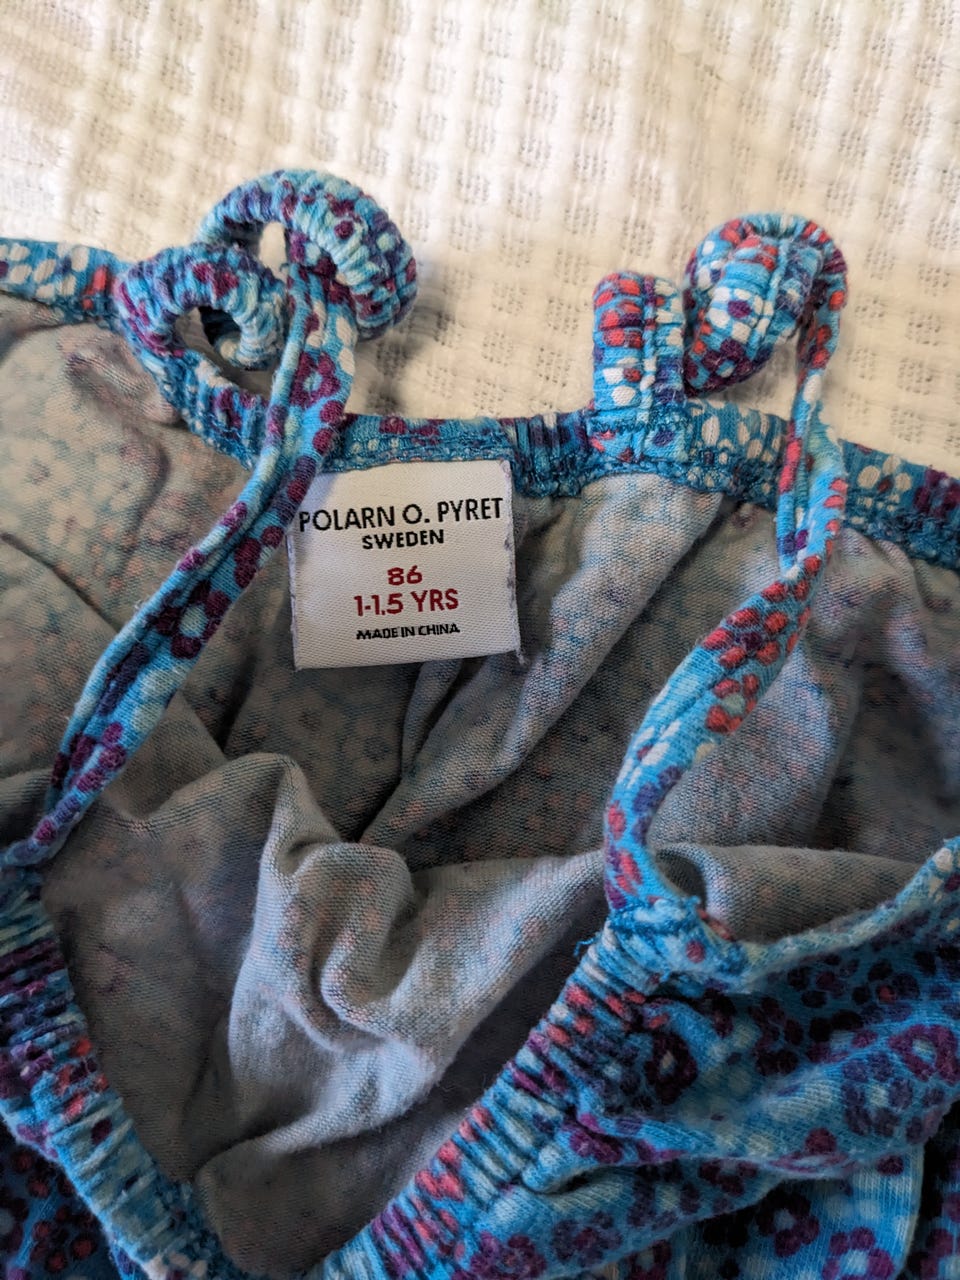 POLARN O. PYRET
SWEDEN
86
1-1.5 YRS
MADE IN CHINA